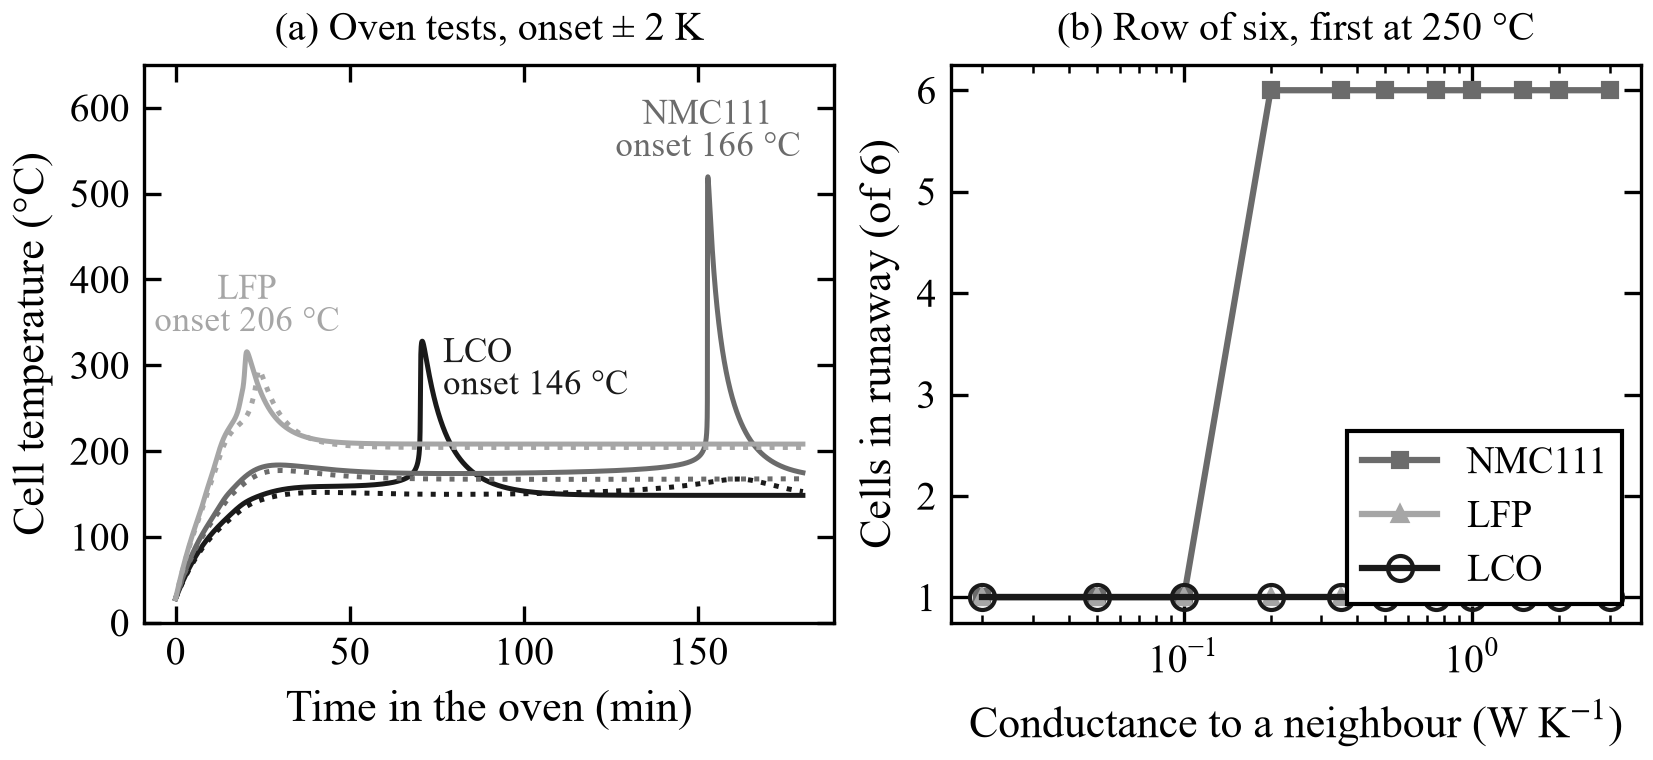 (a) Oven tests, onset ± 2 K
Cell temperature (°C)
600
500
400
300
200
100
0
NMC111
onset 166 °C
LFP
onset 206 °C
LCO
onset 146 °C
0 50 100 150
Time in the oven (min)
(b) Row of six, first at 250 °C
Cells in runaway (of 6)
6
5
4
3
2
1
NMC111
LFP
LCO
10⁻¹ 10⁰
Conductance to a neighbour (W K⁻¹)